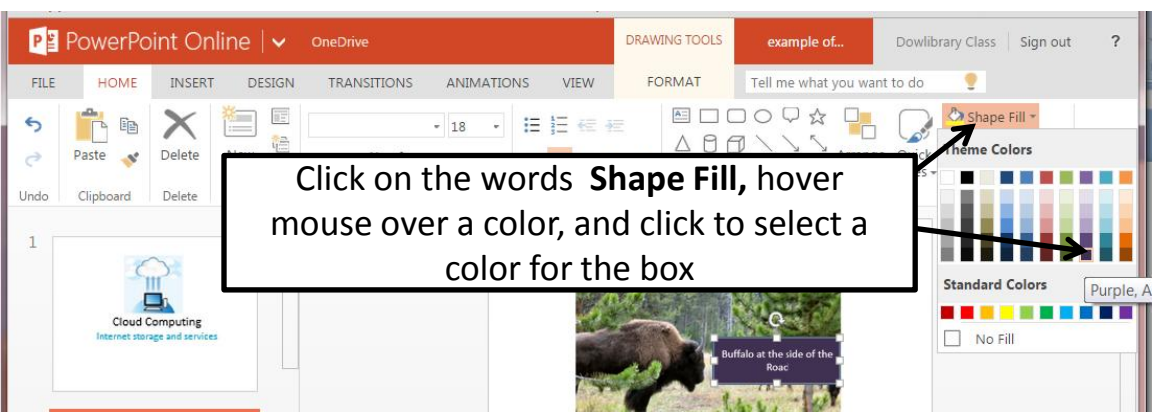 PowerPoint Online
OneDrive
DRAWING TOOLS
example of...
Dowlibrary Class
Sign out
?
FILE
HOME
INSERT
DESIGN
TRANSITIONS
ANIMATIONS
VIEW
FORMAT
Tell me what you want to do
Paste
Delete
18
Shape Fill
Undo
Clipboard
Delete
Theme Colors
Click on the words Shape Fill, hover
mouse over a color, and click to select a
color for the box
Standard Colors
Purple, A
No Fill
1
Cloud Computing
Internet storage and services
Buffalo at the side of the
Roac